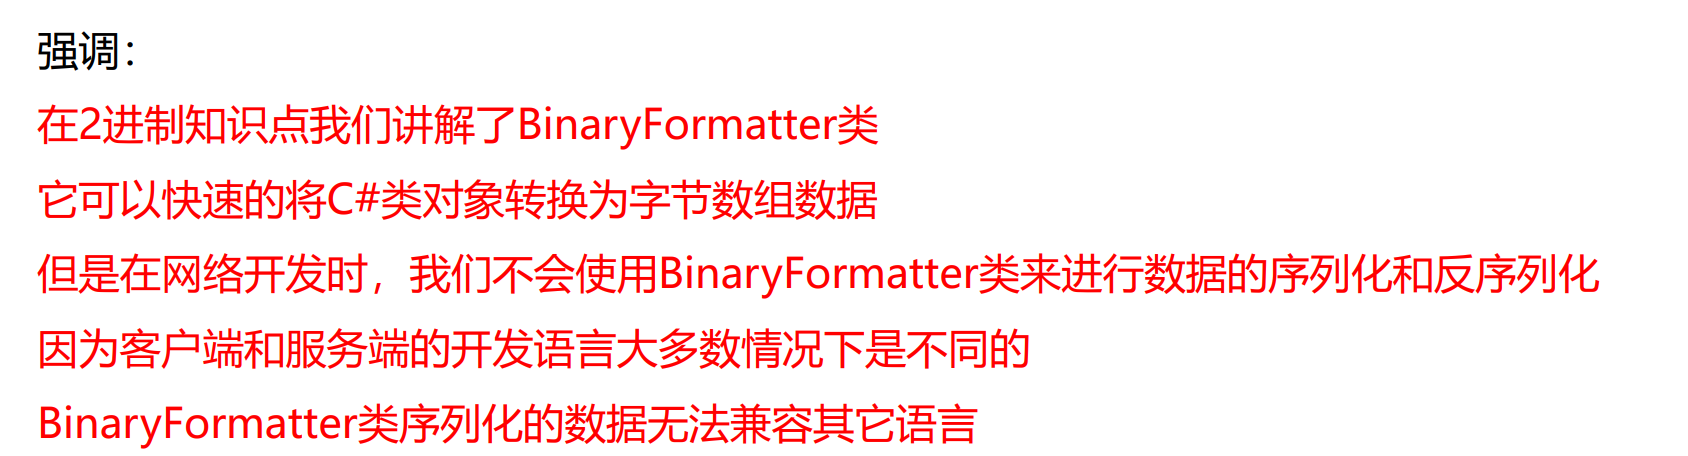 强调：
在2进制知识点我们讲解了BinaryFormatter类
它可以快速的将C#类对象转换为字节数组数据
但是在网络开发时，我们不会使用BinaryFormatter类来进行数据的序列化和反序列化
因为客户端和服务端的开发语言大多数情况下是不同的
BinaryFormatter类序列化的数据无法兼容其它语言